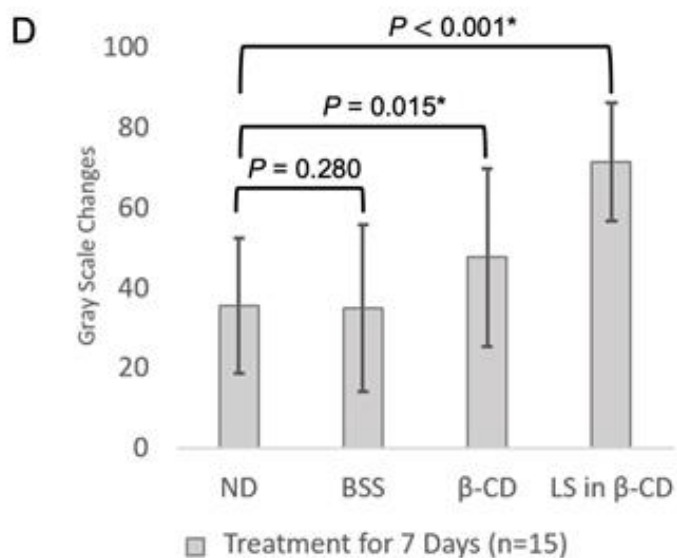 D
100
P < 0.001*
80
P = 0.015*
P = 0.280
60
40
20
0
Gray Scale Changes
ND BSS β-CD LS in β-CD
Treatment for 7 Days (n=15)